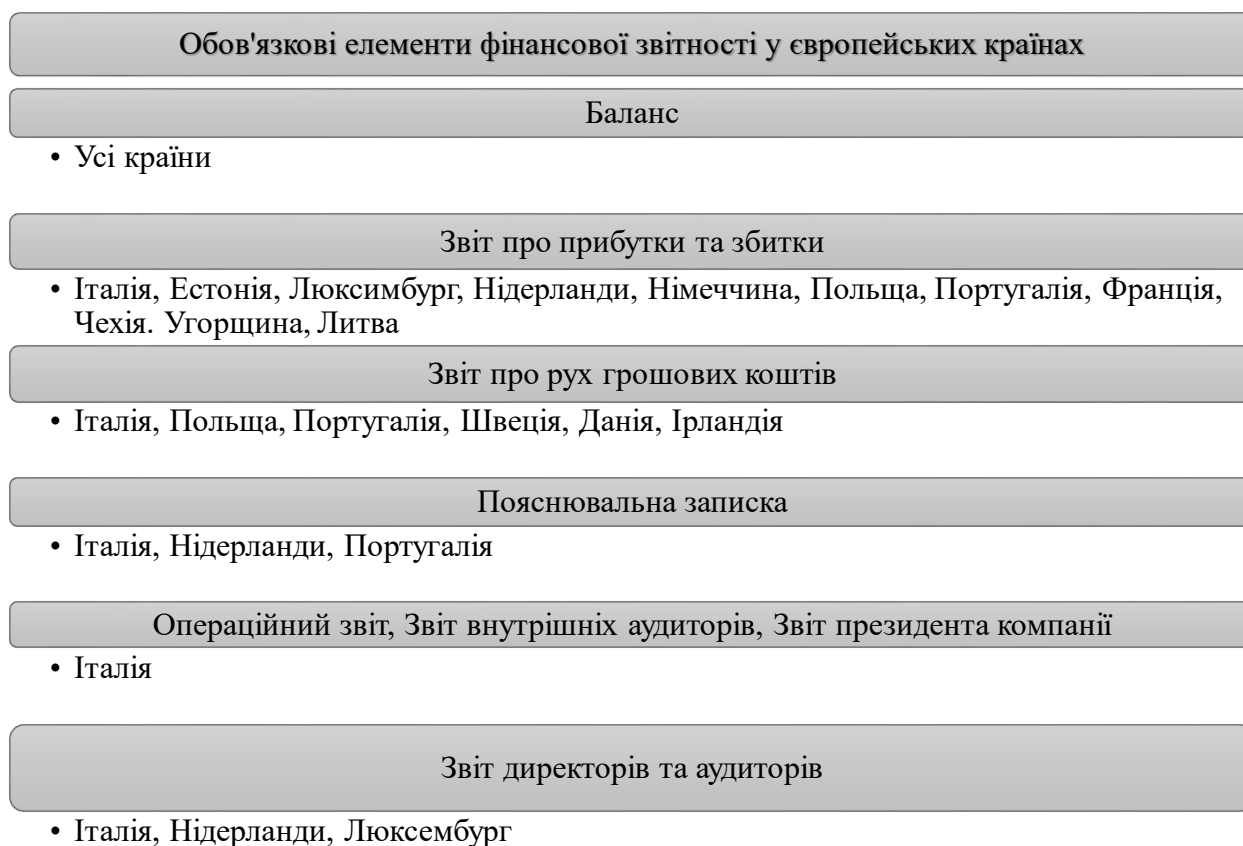 Обов'язкові елементи фінансової звітності у європейських країнах
Баланс
• Усі країни
Звіт про прибутки та збитки
• Італія, Естонія, Люксимбург, Нідерланди, Німеччина, Польща, Португалія, Франція,
Чехія. Угорщина, Литва
Звіт про рух грошових коштів
• Італія, Польща, Португалія, Швеція, Данія, Ірландія
Пояснювальна записка
• Італія, Нідерланди, Португалія
Операційний звіт, Звіт внутрішніх аудиторів, Звіт президента компанії
• Італія
Звіт директорів та аудиторів
• Італія, Нідерланди, Люксембург